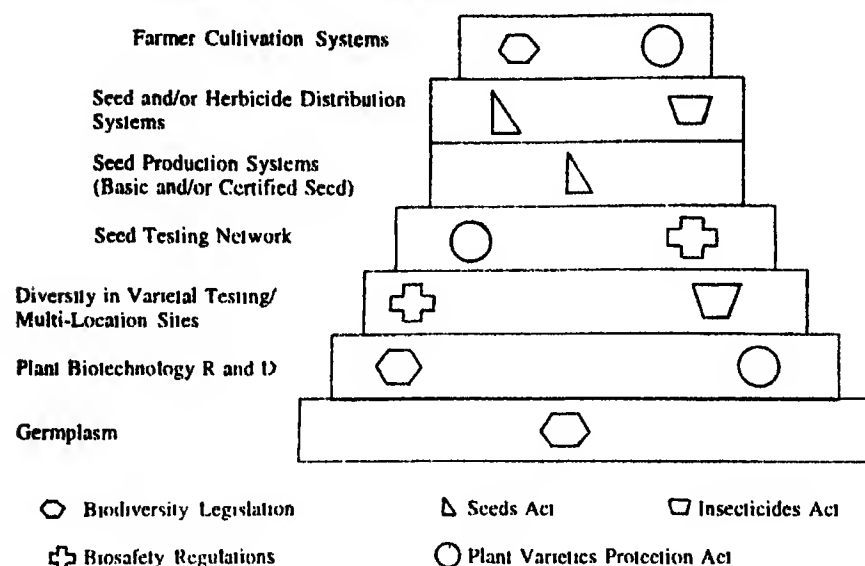 Farmer Cultivation Systems
Seed and/or Herbicide Distribution
Systems
Seed Production Systems
(Basic and/or Certified Seed)
Seed Testing Network
Diversity in Varietal Testing/
Multi-Location Sites
Plant Biotechnology R and D
Germplasm
Biodiversity Legislation
Seeds Act
Insecticides Act
Biosafety Regulations
Plant Varieties Protection Act